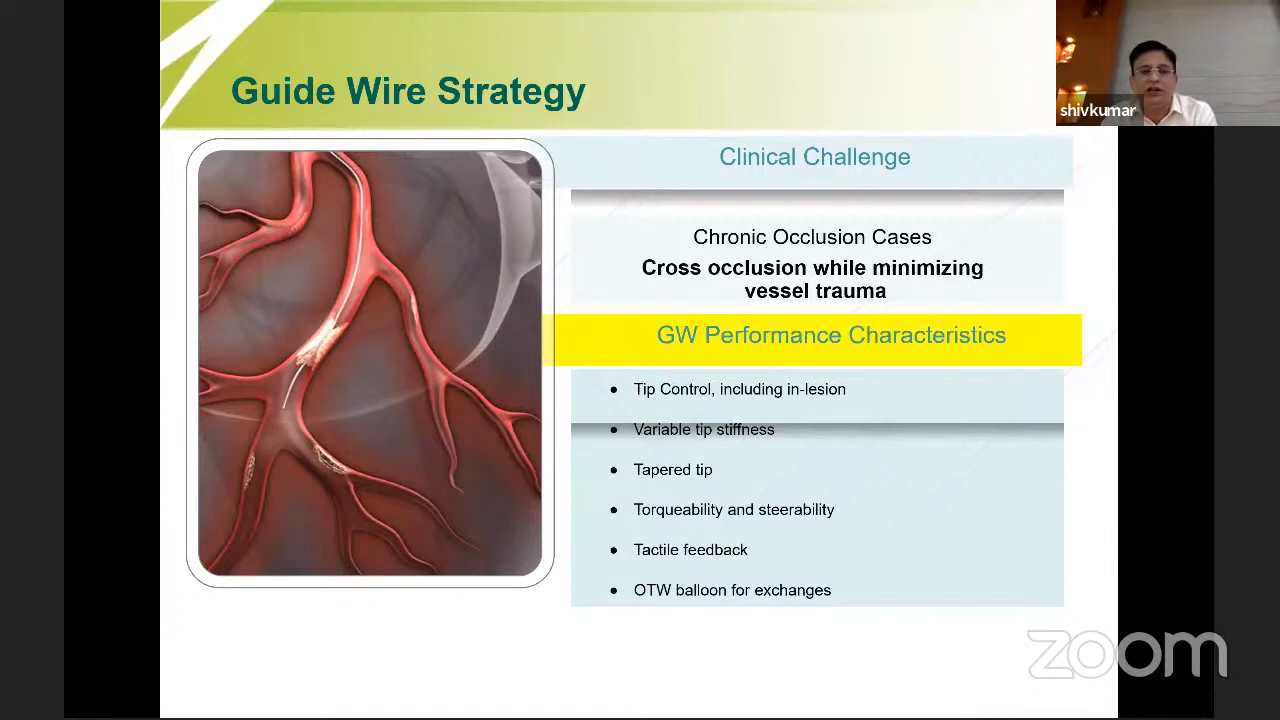 Guide Wire Strategy
shivkumar
Clinical Challenge
Chronic Occlusion Cases
Cross occlusion while minimizing
vessel trauma
GW Performance Characteristics
• Tip Control, including in-lesion
• Variable tip stiffness
• Tapered tip
• Torqueability and steerability
• Tactile feedback
• OTW balloon for exchanges
zoom